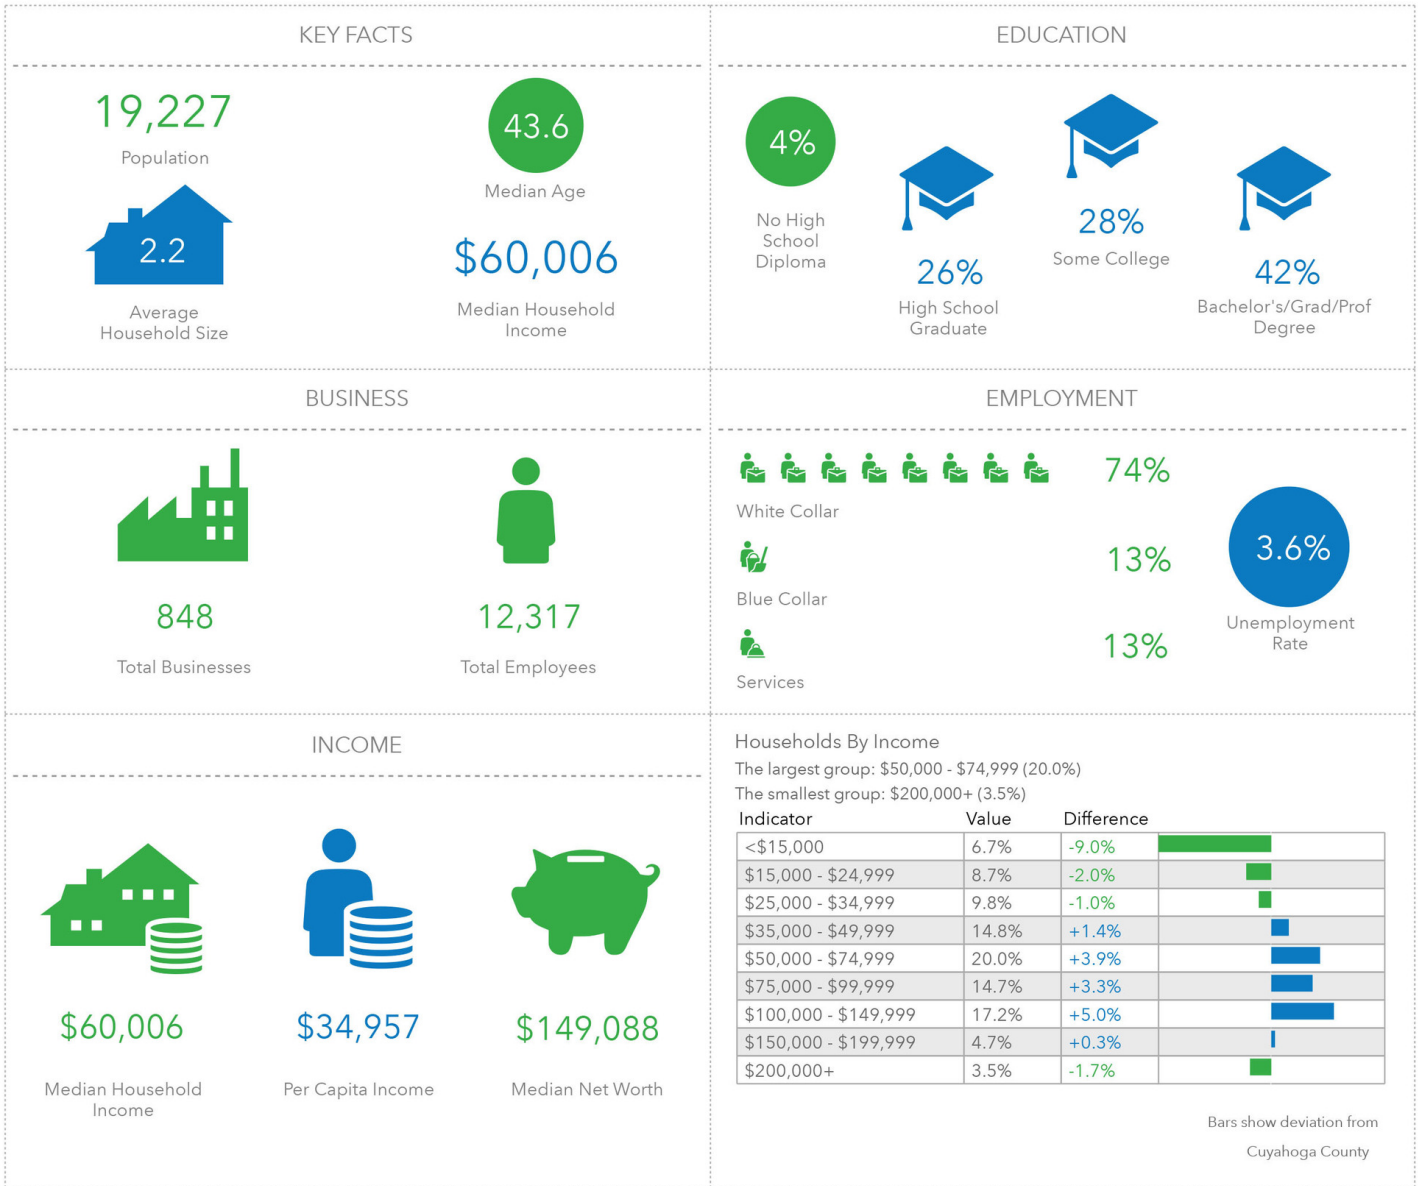 KEY FACTS
19,227
Population
43.6
Median Age
2.2
Average
Household Size
$60,006
Median Household
Income
EDUCATION
4%
No High
School
Diploma
26%
High School
Graduate
28%
Some College
42%
Bachelor's/Grad/Prof
Degree
BUSINESS
848
Total Businesses
12,317
Total Employees
EMPLOYMENT
74%
White Collar
13%
Blue Collar
13%
Services
3.6%
Unemployment
Rate
INCOME
$60,006
Median Household
Income
$34,957
Per Capita Income
$149,088
Median Net Worth
Households By Income
The largest group: $50,000 - $74,999 (20.0%)
The smallest group: $200,000+ (3.5%)
Indicator Value Difference
<$15,000 6.7% -9.0%
$15,000 - $24,999 8.7% -2.0%
$25,000 - $34,999 9.8% -1.0%
$35,000 - $49,999 14.8% +1.4%
$50,000 - $74,999 20.0% +3.9%
$75,000 - $99,999 14.7% +3.3%
$100,000 - $149,999 17.2% +5.0%
$150,000 - $199,999 4.7% +0.3%
$200,000+ 3.5% -1.7%
Bars show deviation from
Cuyahoga County